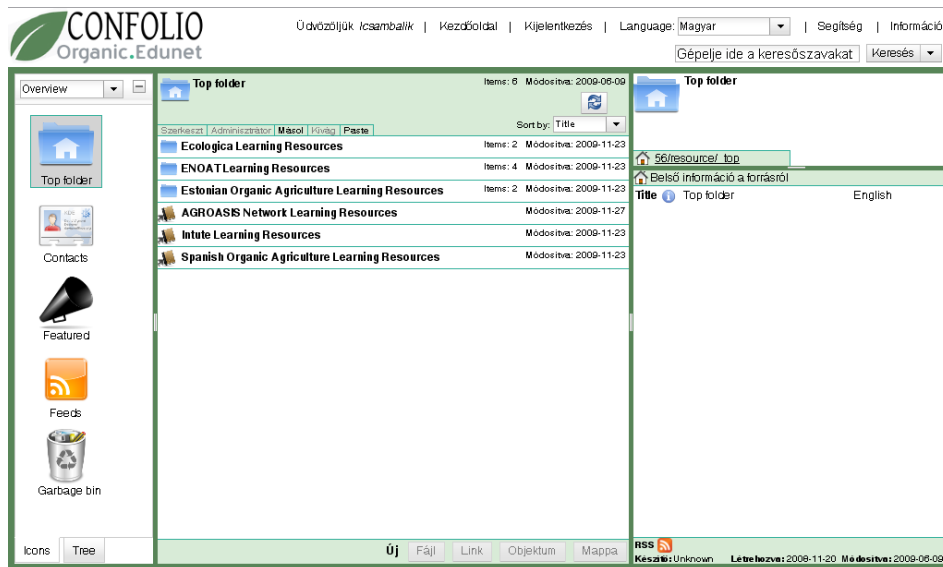 CONFOLIO
Organic.Edunet
Üdvözöljük Icsambalik | Kezdőoldal | Kijelentkezés | Language: Magyar | Segítség | Információ
Gépelje ide a keresőszavakat Keresés
Overview
Top folder
Contacts
Featured
Feeds
Garbage bin
Icons Tree
Top folder Items: 6 Módosítva: 2009-06-09
Sort by: Title
Szerkeszt Adminisztrátor Másol Kivág Paste
Ecologica Learning Resources Items: 2 Módosítva: 2009-11-23
ENOAT Learning Resources Items: 4 Módosítva: 2009-11-23
Estonian Organic Agriculture Learning Resources Items: 2 Módosítva: 2009-11-23
AGROASIS Network Learning Resources Módosítva: 2009-11-27
Intute Learning Resources Módosítva: 2009-11-23
Spanish Organic Agriculture Learning Resources Módosítva: 2009-11-23
Új Fájl Link Objektum Mappa
Top folder
56/resource/_top
Belső információ a forrásról
Title Top folder English
RSS
Készítő: Unknown Létrehozva: 2008-11-20 Módosítva: 2009-06-09